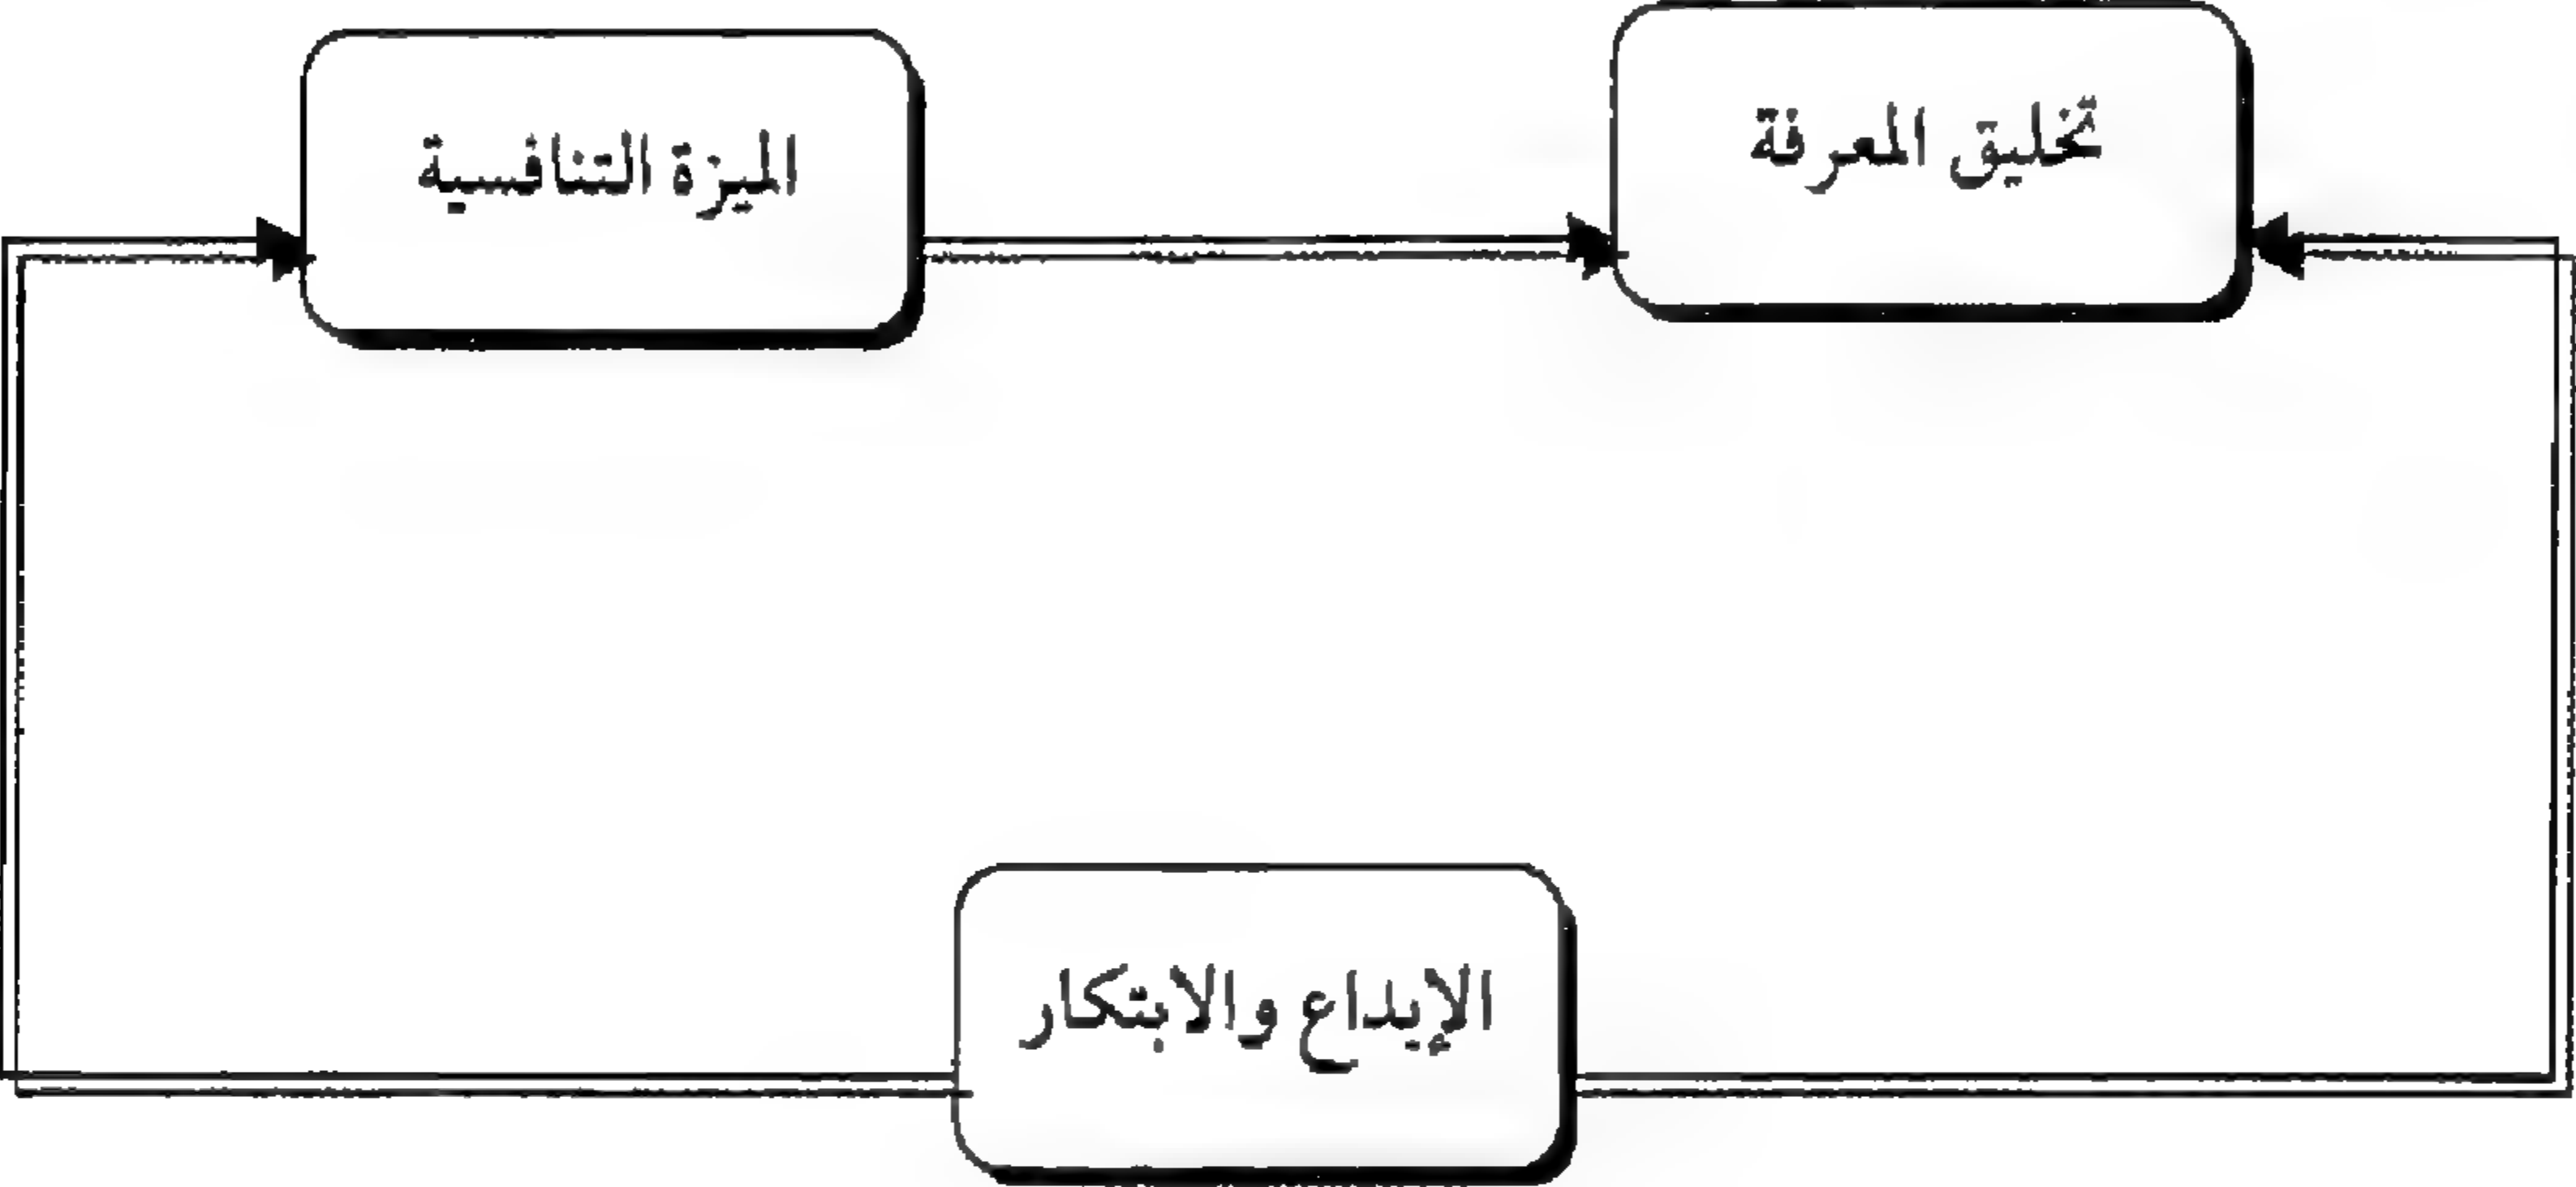 تخليق المعرفة
الميزة التنافسية
الإبداع والابتكار